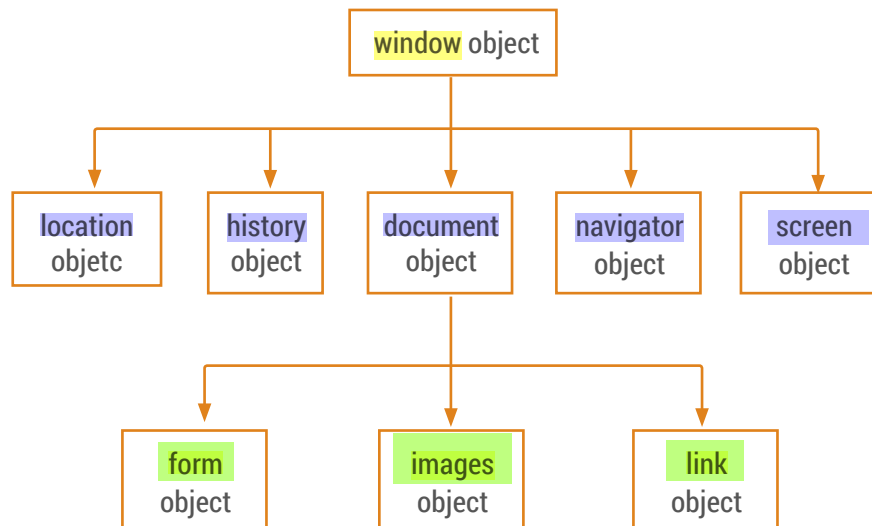 window object
location
objetc
history
object
document
object
navigator
object
screen
object
form
object
images
object
link
object